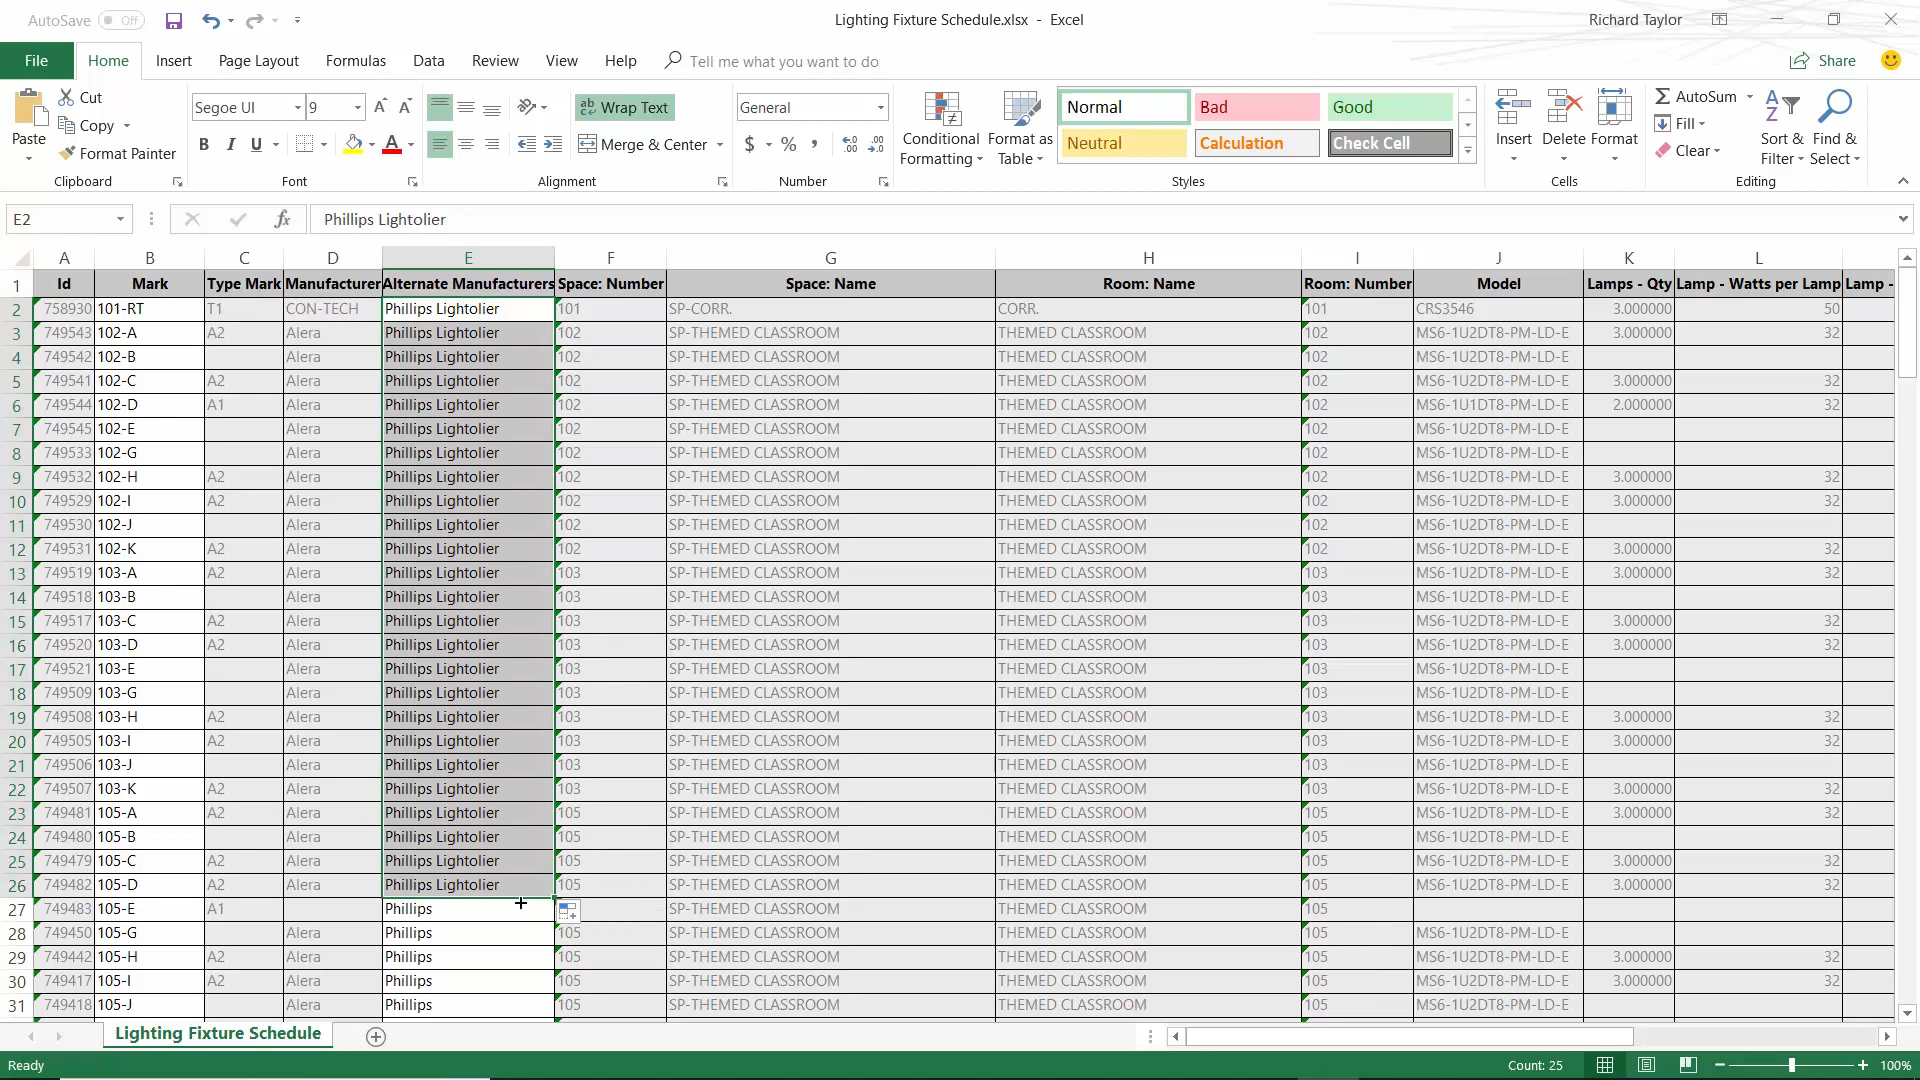 AutoSave Off Lighting Fixture Schedule.xlsx - Excel Richard Taylor
File Home Insert Page Layout Formulas Data Review View Help Tell me what you want to do Share
Paste Cut Copy Format Painter Clipboard
Segoe UI 9 A A B I U A Font
Wrap Text Merge & Center Alignment
General $ % , .00 Number
Conditional Formatting Format as Table
Normal Bad Good
Neutral Calculation Check Cell
Styles
Insert Delete Format Cells
AutoSum Fill Clear Sort & Filter Find & Select Editing
E2 fx Phillips Lightolier
A B C D E F G H I J K L
1 Id Mark Type Mark Manufacturer Alternate Manufacturers Space: Number Space: Name Room: Name Room: Number Model Lamps - Qty Lamp - Watts per Lamp Lamp -
2 758930 101-RT T1 CON-TECH Phillips Lightolier 101 SP-CORR. CORR. 101 CRS3546 3.000000 50
3 749543 102-A A2 Alera Phillips Lightolier 102 SP-THEMED CLASSROOM THEMED CLASSROOM 102 MS6-1U2DT8-PM-LD-E 3.000000 32
4 749542 102-B Alera Phillips Lightolier 102 SP-THEMED CLASSROOM THEMED CLASSROOM 102 MS6-1U2DT8-PM-LD-E
5 749541 102-C A2 Alera Phillips Lightolier 102 SP-THEMED CLASSROOM THEMED CLASSROOM 102 MS6-1U2DT8-PM-LD-E 3.000000 32
6 749544 102-D A1 Alera Phillips Lightolier 102 SP-THEMED CLASSROOM THEMED CLASSROOM 102 MS6-1U1DT8-PM-LD-E 2.000000 32
7 749545 102-E Alera Phillips Lightolier 102 SP-THEMED CLASSROOM THEMED CLASSROOM 102 MS6-1U2DT8-PM-LD-E
8 749533 102-G Alera Phillips Lightolier 102 SP-THEMED CLASSROOM THEMED CLASSROOM 102 MS6-1U2DT8-PM-LD-E
9 749532 102-H A2 Alera Phillips Lightolier 102 SP-THEMED CLASSROOM THEMED CLASSROOM 102 MS6-1U2DT8-PM-LD-E 3.000000 32
10 749529 102-I A2 Alera Phillips Lightolier 102 SP-THEMED CLASSROOM THEMED CLASSROOM 102 MS6-1U2DT8-PM-LD-E 3.000000 32
11 749530 102-J Alera Phillips Lightolier 102 SP-THEMED CLASSROOM THEMED CLASSROOM 102 MS6-1U2DT8-PM-LD-E
12 749531 102-K A2 Alera Phillips Lightolier 102 SP-THEMED CLASSROOM THEMED CLASSROOM 102 MS6-1U2DT8-PM-LD-E 3.000000 32
13 749519 103-A A2 Alera Phillips Lightolier 103 SP-THEMED CLASSROOM THEMED CLASSROOM 103 MS6-1U2DT8-PM-LD-E 3.000000 32
14 749518 103-B Alera Phillips Lightolier 103 SP-THEMED CLASSROOM THEMED CLASSROOM 103 MS6-1U2DT8-PM-LD-E
15 749517 103-C A2 Alera Phillips Lightolier 103 SP-THEMED CLASSROOM THEMED CLASSROOM 103 MS6-1U2DT8-PM-LD-E 3.000000 32
16 749520 103-D A2 Alera Phillips Lightolier 103 SP-THEMED CLASSROOM THEMED CLASSROOM 103 MS6-1U2DT8-PM-LD-E 3.000000 32
17 749521 103-E Alera Phillips Lightolier 103 SP-THEMED CLASSROOM THEMED CLASSROOM 103 MS6-1U2DT8-PM-LD-E
18 749509 103-G Alera Phillips Lightolier 103 SP-THEMED CLASSROOM THEMED CLASSROOM 103 MS6-1U2DT8-PM-LD-E
19 749508 103-H A2 Alera Phillips Lightolier 103 SP-THEMED CLASSROOM THEMED CLASSROOM 103 MS6-1U2DT8-PM-LD-E 3.000000 32
20 749505 103-I A2 Alera Phillips Lightolier 103 SP-THEMED CLASSROOM THEMED CLASSROOM 103 MS6-1U2DT8-PM-LD-E 3.000000 32
21 749506 103-J Alera Phillips Lightolier 103 SP-THEMED CLASSROOM THEMED CLASSROOM 103 MS6-1U2DT8-PM-LD-E
22 749507 103-K A2 Alera Phillips Lightolier 103 SP-THEMED CLASSROOM THEMED CLASSROOM 103 MS6-1U2DT8-PM-LD-E 3.000000 32
23 749481 105-A A2 Alera Phillips Lightolier 105 SP-THEMED CLASSROOM THEMED CLASSROOM 105 MS6-1U2DT8-PM-LD-E 3.000000 32
24 749480 105-B Alera Phillips Lightolier 105 SP-THEMED CLASSROOM THEMED CLASSROOM 105 MS6-1U2DT8-PM-LD-E
25 749479 105-C A2 Alera Phillips Lightolier 105 SP-THEMED CLASSROOM THEMED CLASSROOM 105 MS6-1U2DT8-PM-LD-E 3.000000 32
26 749482 105-D A2 Alera Phillips Lightolier 105 SP-THEMED CLASSROOM THEMED CLASSROOM 105 MS6-1U2DT8-PM-LD-E 3.000000 32
27 749483 105-E A1 Phillips SP-THEMED CLASSROOM THEMED CLASSROOM 105
28 749450 105-G Alera Phillips 105 SP-THEMED CLASSROOM THEMED CLASSROOM 105 MS6-1U2DT8-PM-LD-E
29 749442 105-H A2 Alera Phillips 105 SP-THEMED CLASSROOM THEMED CLASSROOM 105 MS6-1U2DT8-PM-LD-E 3.000000 32
30 749417 105-I A2 Alera Phillips 105 SP-THEMED CLASSROOM THEMED CLASSROOM 105 MS6-1U2DT8-PM-LD-E 3.000000 32
31 749418 105-J Alera Phillips 105 SP-THEMED CLASSROOM THEMED CLASSROOM 105 MS6-1U2DT8-PM-LD-E
Lighting Fixture Schedule
Ready Count: 25 100%